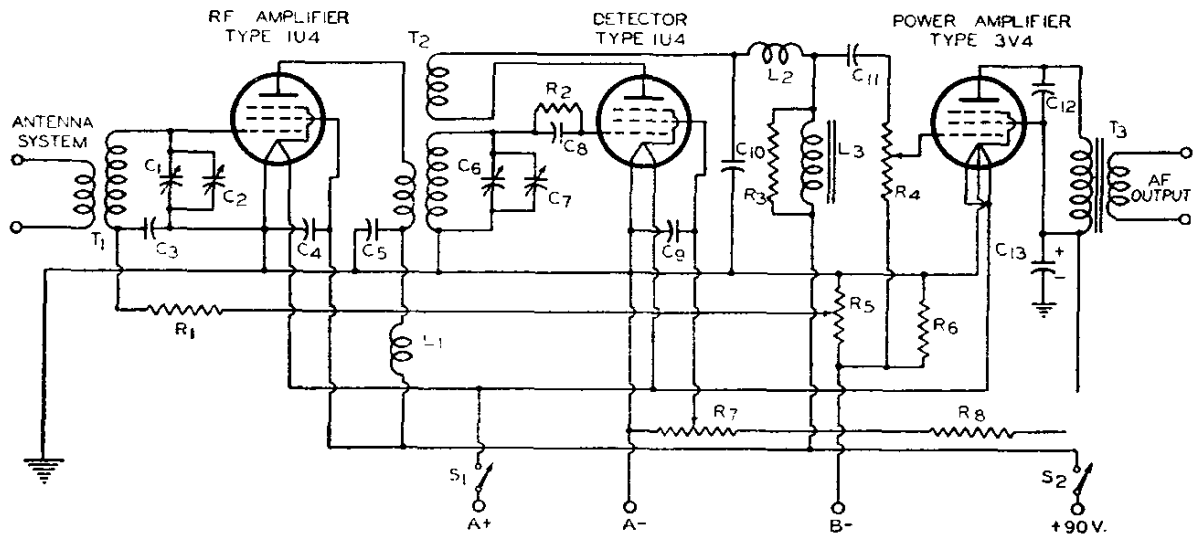 RF AMPLIFIER
TYPE 1U4
DETECTOR
TYPE 1U4
POWER AMPLIFIER
TYPE 3V4
ANTENNA
SYSTEM
T1
T2
T3
C1
C2
C3
C4
C5
C6
C7
R2
C8
C9
C10
L2
C11
R3
L3
R4
C12
C13
+
-
AF
OUTPUT
R1
L1
R5
R6
R7
R8
S1
S2
A+
A-
B-
+90V.